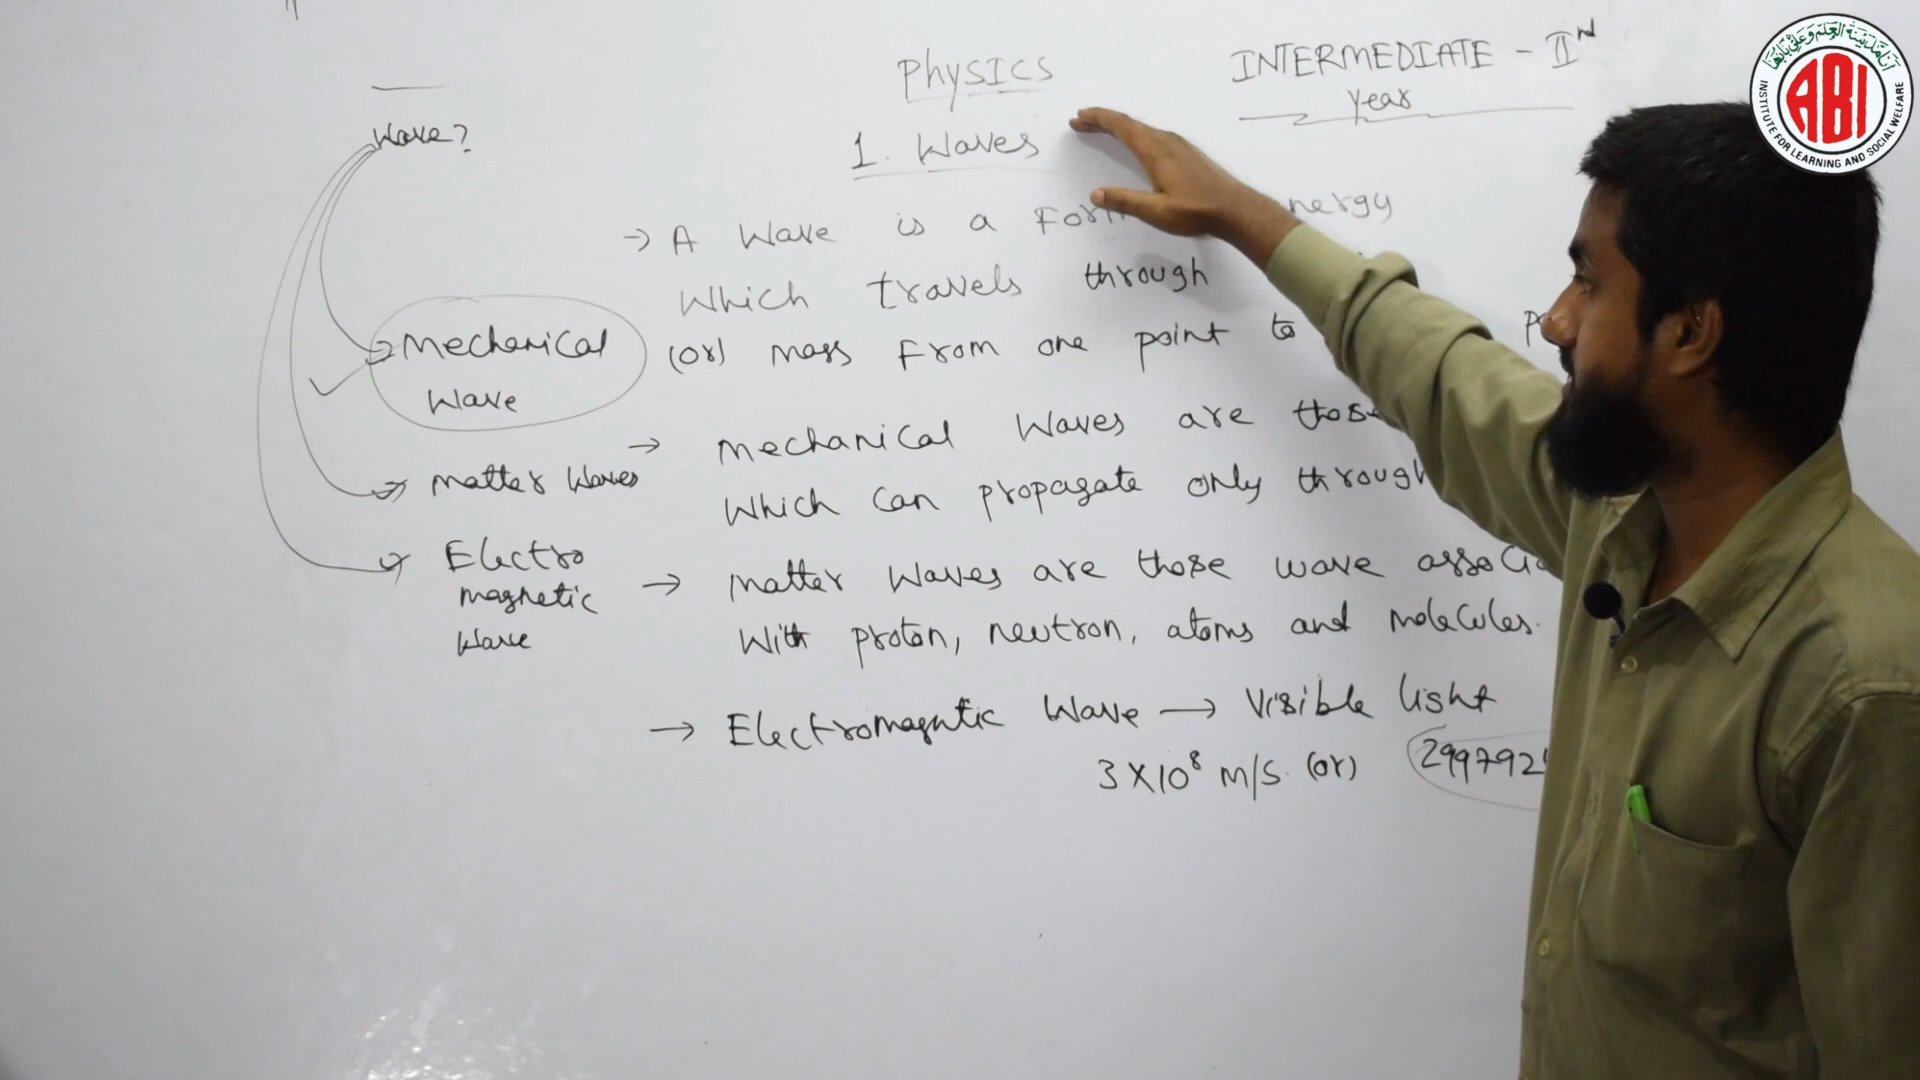 Physics
INTERMEDIATE - II
Year
1. Waves
Wave?
→ A Wave is a Form nergy
Which travels through
(or) mass From one point to
Mechanical
Wave
→ Mechanical Waves are those
Which can propagate only through
Matter Waves
→ Matter Waves are those wave associa
With proton, neutron, atoms and molecules.
Electro
magnetic
Wave
→ Electromagntic Wave → Visible light
3 X 10⁸ m/s. (or) 299792
ABI
INSTITUTE FOR LEARNING AND SOCIAL WELFARE